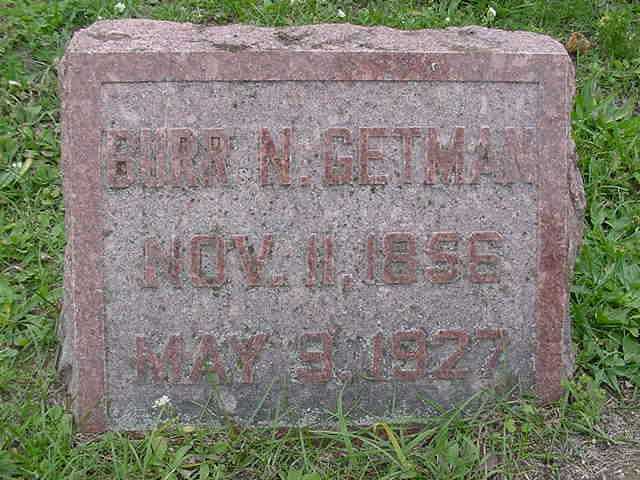 BURR N. GETMAN
NOV. 11, 1856
MAY 9, 1927